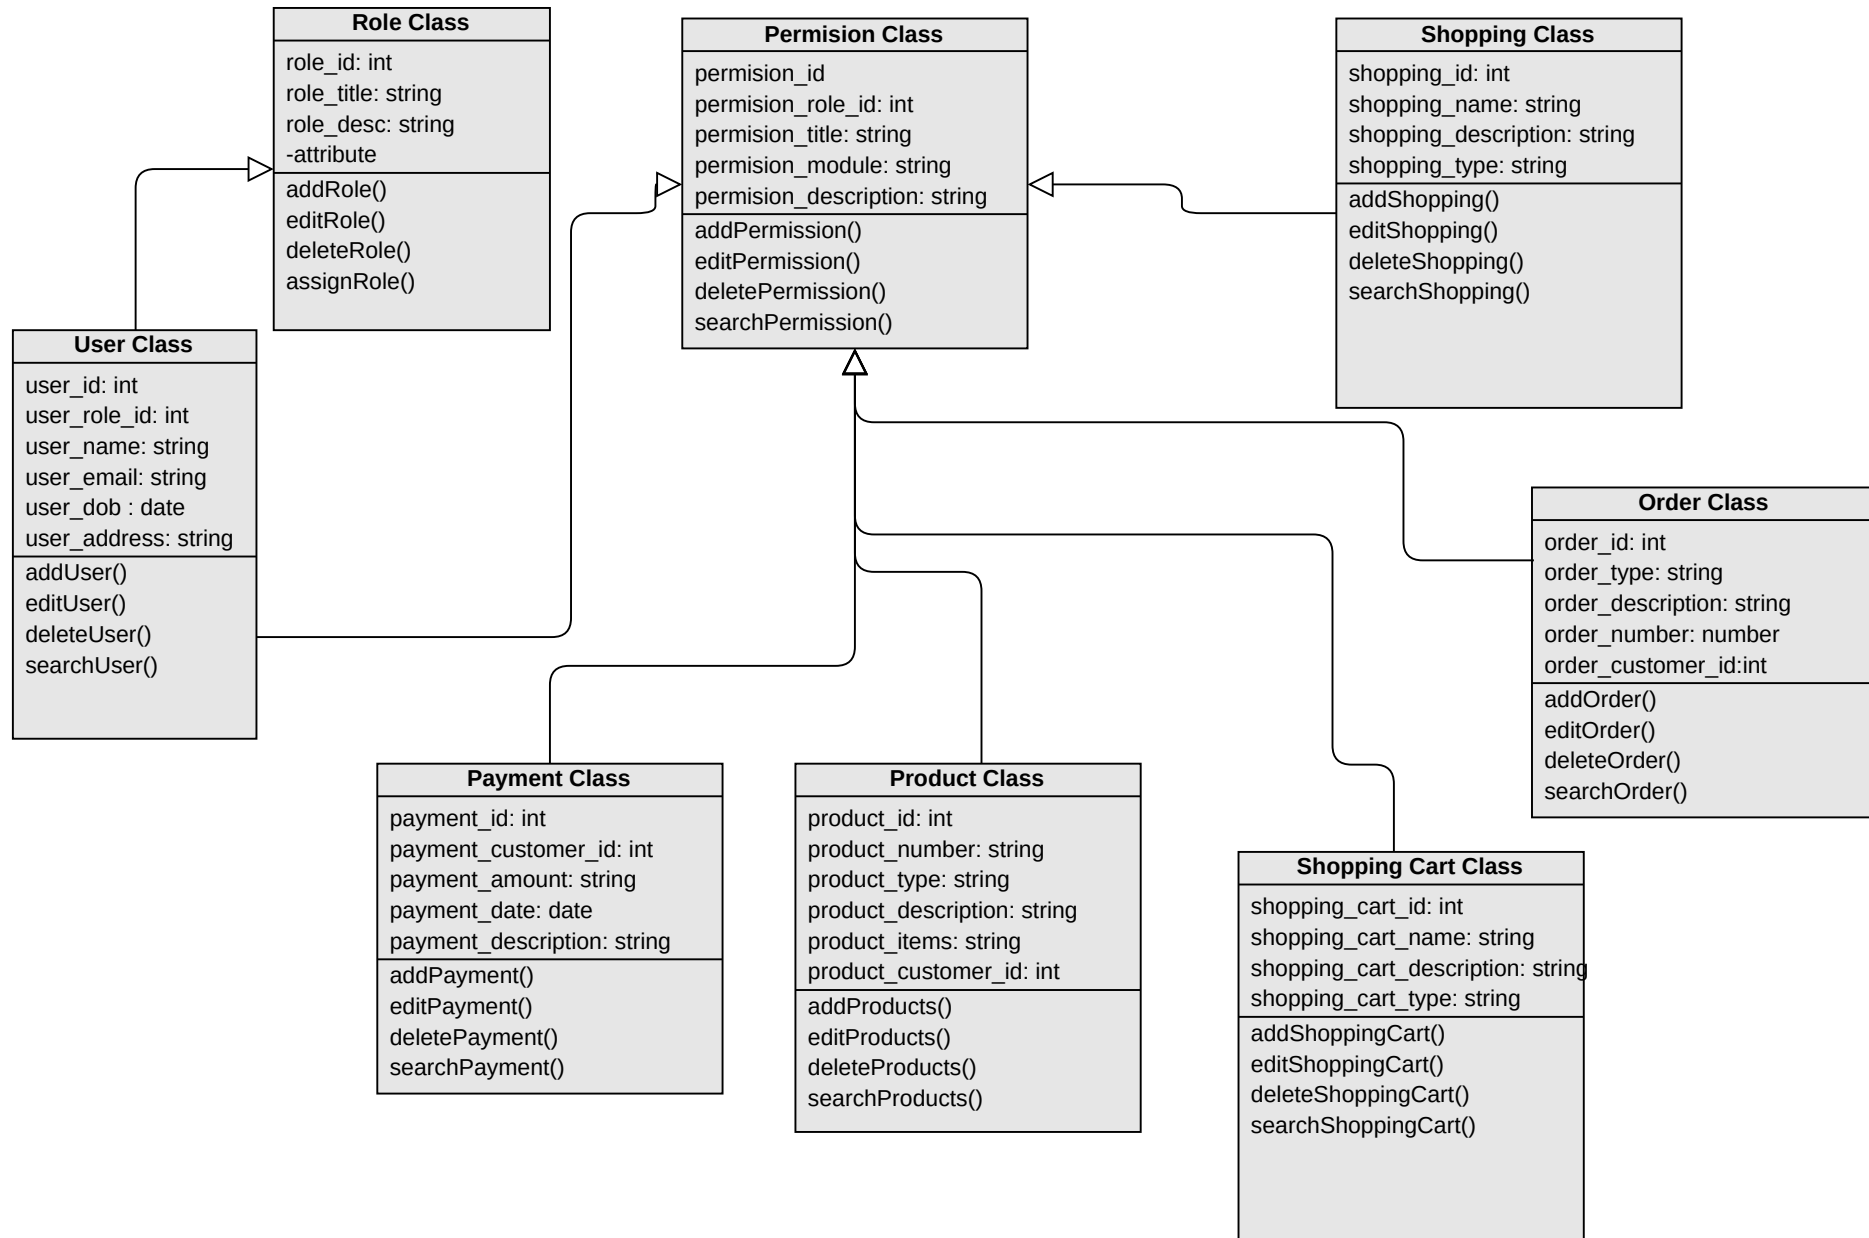 Role Class
role_id: int
role_title: string
role_desc: string
-attribute
addRole()
editRole()
deleteRole()
assignRole()
Permision Class
permision_id
permision_role_id: int
permision_title: string
permision_module: string
permision_description: string
addPermission()
editPermission()
deletePermission()
searchPermission()
Shopping Class
shopping_id: int
shopping_name: string
shopping_description: string
shopping_type: string
addShopping()
editShopping()
deleteShopping()
searchShopping()
User Class
user_id: int
user_role_id: int
user_name: string
user_email: string
user_dob : date
user_address: string
addUser()
editUser()
deleteUser()
searchUser()
Order Class
order_id: int
order_type: string
order_description: string
order_number: number
order_customer_id:int
addOrder()
editOrder()
deleteOrder()
searchOrder()
Payment Class
payment_id: int
payment_customer_id: int
payment_amount: string
payment_date: date
payment_description: string
addPayment()
editPayment()
deletePayment()
searchPayment()
Product Class
product_id: int
product_number: string
product_type: string
product_description: string
product_items: string
product_customer_id: int
addProducts()
editProducts()
deleteProducts()
searchProducts()
Shopping Cart Class
shopping_cart_id: int
shopping_cart_name: string
shopping_cart_description: string
shopping_cart_type: string
addShoppingCart()
editShoppingCart()
deleteShoppingCart()
searchShoppingCart()